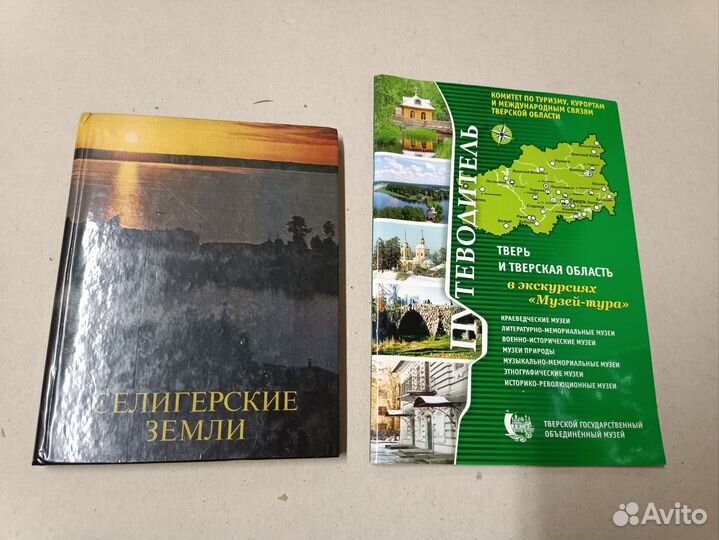 СЕЛИГЕРСКИЕ
ЗЕМЛИ
КОМИТЕТ ПО ТУРИЗМУ, КУРОРТАМ
И МЕЖДУНАРОДНЫМ СВЯЗЯМ
ТВЕРСКОЙ ОБЛАСТИ
ПУТЕВОДИТЕЛЬ
ТВЕРЬ
И ТВЕРСКАЯ ОБЛАСТЬ
в экскурсиях
«Музей-тура»
КРАЕВЕДЧЕСКИЕ МУЗЕИ
ЛИТЕРАТУРНО-МЕМОРИАЛЬНЫЕ МУЗЕИ
ВОЕННО-ИСТОРИЧЕСКИЕ МУЗЕИ
МУЗЕИ ПРИРОДЫ
МУЗЫКАЛЬНО-МЕМОРИАЛЬНЫЕ МУЗЕИ
ЭТНОГРАФИЧЕСКИЕ МУЗЕИ
ИСТОРИКО-РЕВОЛЮЦИОННЫЕ МУЗЕИ
ТВЕРСКОЙ ГОСУДАРСТВЕННЫЙ
ОБЪЕДИНЁННЫЙ МУЗЕЙ
Avito